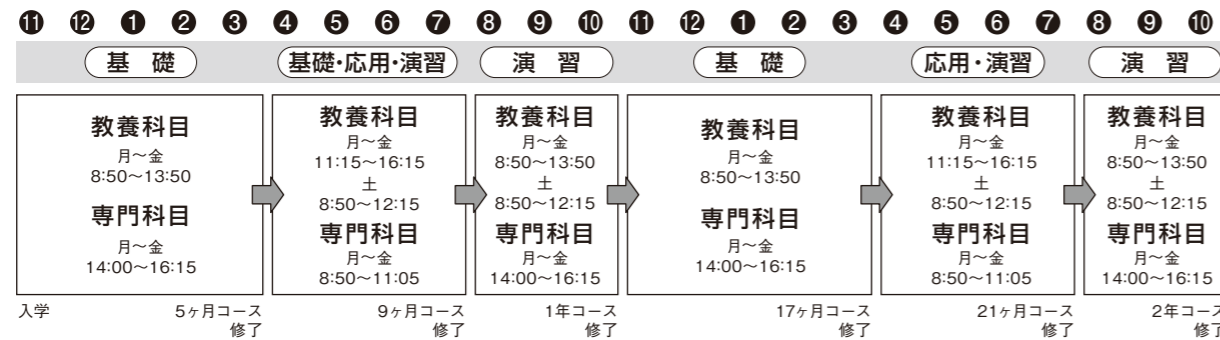 ⓫ ⓬ ❶ ❷ ❸ ❹ ❺ ❻ ❼ ❽ ❾ ❿ ⓫ ⓬ ❶ ❷ ❸ ❹ ❺ ❻ ❼ ❽ ❾ ❿
基 礎
基礎・応用・演習
演 習
基 礎
応用・演習
演 習
教養科目
月～金
8:50～13:50
専門科目
月～金
14:00～16:15
教養科目
月～金
11:15～16:15
土
8:50～12:15
専門科目
月～金
8:50～11:05
教養科目
月～金
8:50～13:50
土
8:50～12:15
専門科目
月～金
14:00～16:15
教養科目
月～金
8:50～13:50
専門科目
月～金
14:00～16:15
教養科目
月～金
11:15～16:15
土
8:50～12:15
専門科目
月～金
8:50～11:05
教養科目
月～金
8:50～13:50
土
8:50～12:15
専門科目
月～金
14:00～16:15
入学
5ヶ月コース
修了
9ヶ月コース
修了
1年コース
修了
17ヶ月コース
修了
21ヶ月コース
修了
2年コース
修了